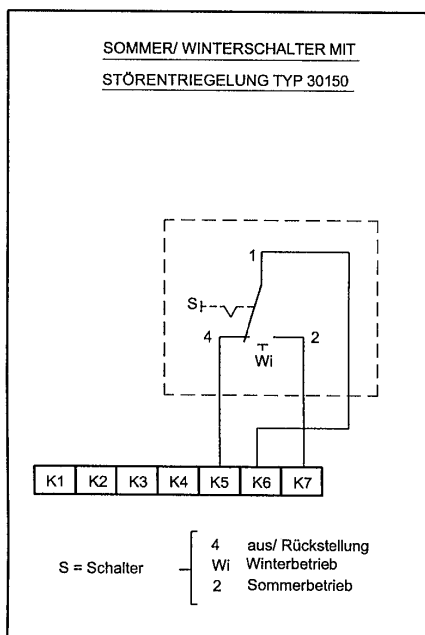 SOMMER/ WINTERSCHALTER MIT
STÖRENTRIEGELUNG TYP 30150
1
S
4
2
Wi
K1 K2 K3 K4 K5 K6 K7
4 aus/ Rückstellung
S = Schalter Wi Winterbetrieb
2 Sommerbetrieb